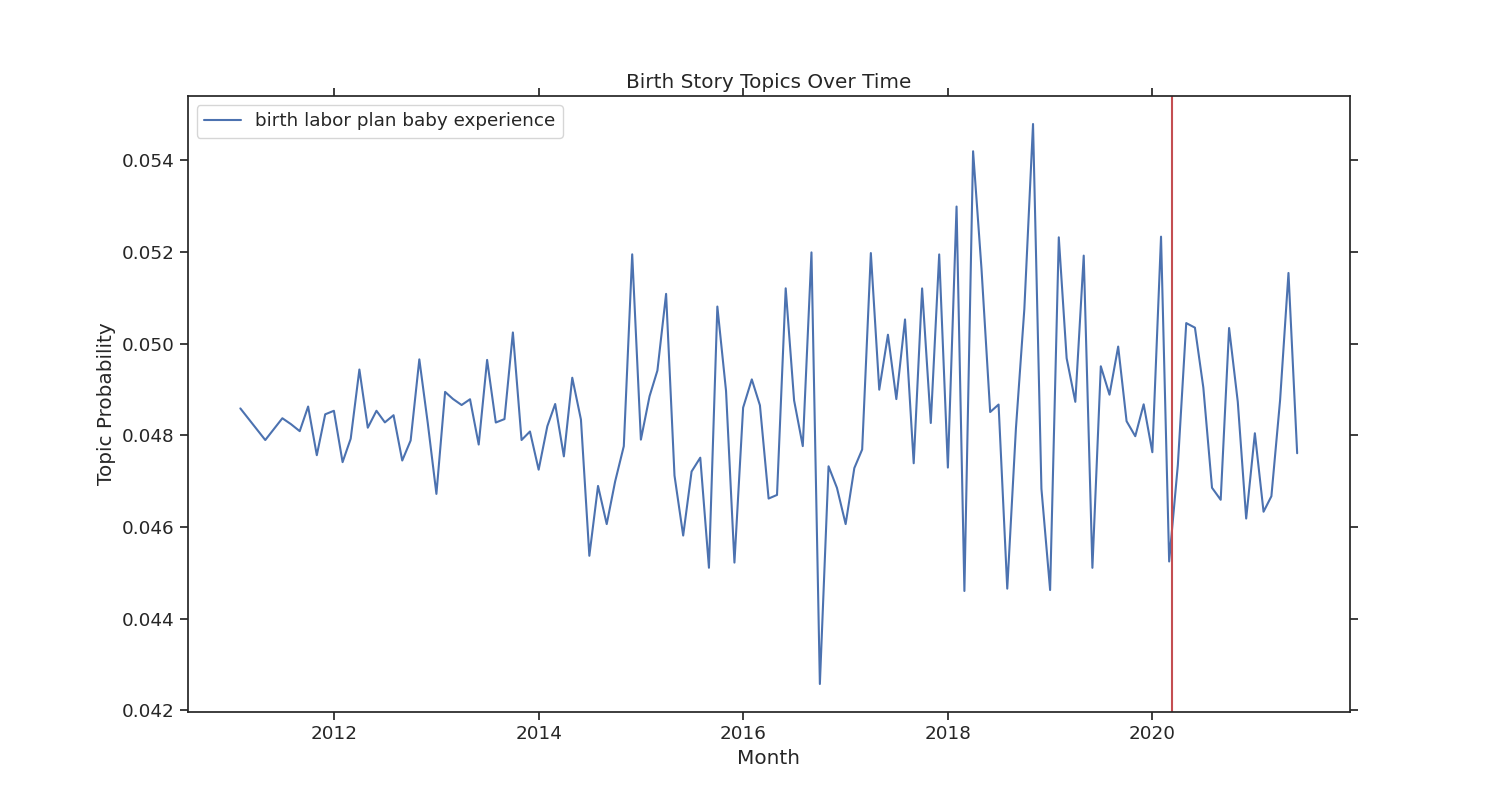 Birth Story Topics Over Time
birth labor plan baby experience
Topic Probability
0.054
0.052
0.050
0.048
0.046
0.044
0.042
2012 2014 2016 2018 2020
Month